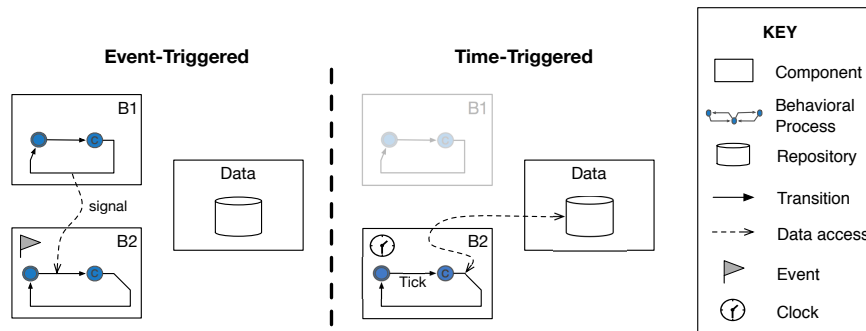 Event-Triggered
B1
C
signal
B2
C
Data
Time-Triggered
B1
C
Data
B2
C
Tick
KEY
Component
Behavioral
Process
Repository
Transition
Data access
Event
Clock